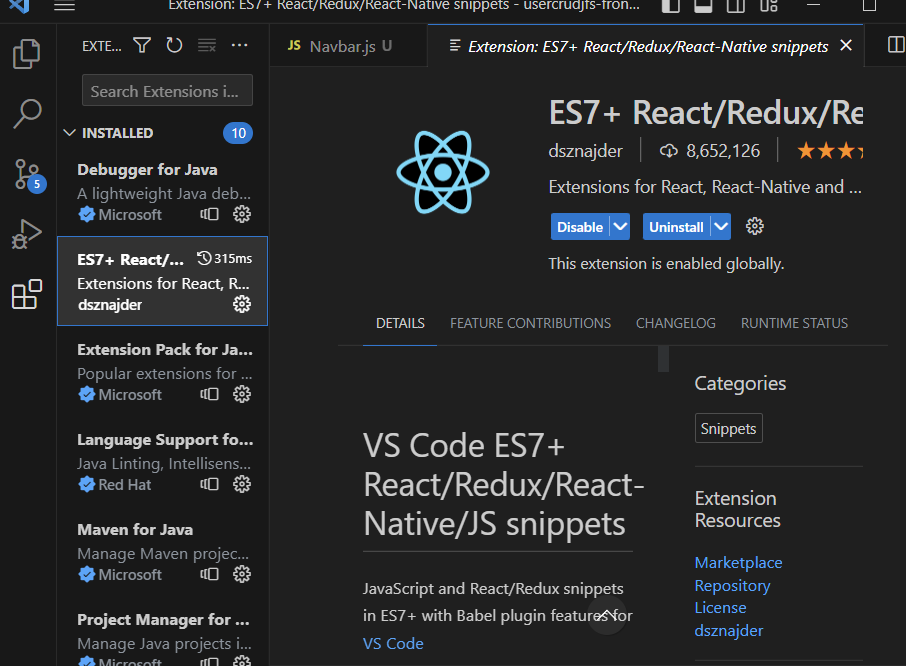 Extension: ES7+ React/Redux/React-Native snippets - usercrudjfs-fron...
EXTE...
Search Extensions i...
INSTALLED
10
Debugger for Java
A lightweight Java deb...
Microsoft
5
ES7+ React/...
315ms
Extensions for React, R...
dsznajder
Extension Pack for Ja...
Popular extensions for ...
Microsoft
Language Support fo...
Java Linting, Intellisens...
Red Hat
Maven for Java
Manage Maven projec...
Microsoft
Project Manager for ...
Manage Java projects i...
Microsoft
JS Navbar.js U
Extension: ES7+ React/Redux/React-Native snippets
ES7+ React/Redux/Re
dsznajder
8,652,126
Extensions for React, React-Native and ...
Disable
Uninstall
This extension is enabled globally.
DETAILS
FEATURE CONTRIBUTIONS
CHANGELOG
RUNTIME STATUS
VS Code ES7+
React/Redux/React-
Native/JS snippets
JavaScript and React/Redux snippets
in ES7+ with Babel plugin features for
VS Code
Categories
Snippets
Extension
Resources
Marketplace
Repository
License
dsznajder